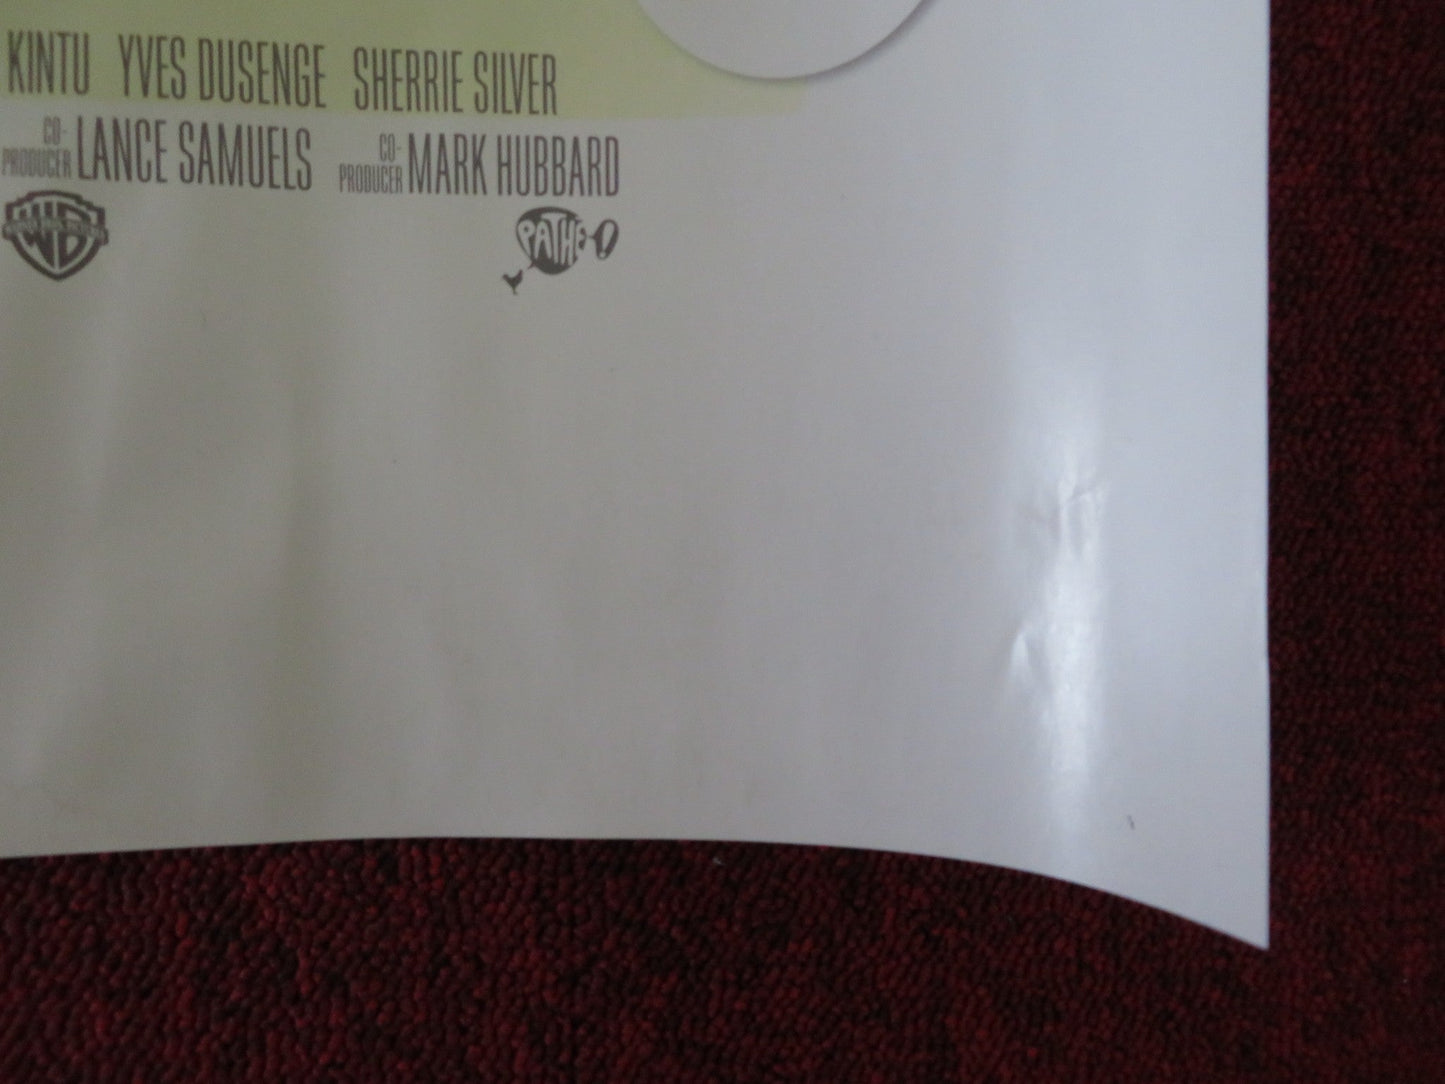 KINTU YVES DUSENGE SHERRIE SILVER
CO-PRODUCER LANCE SAMUELS CO-PRODUCER MARK HUBBARD
WB PATHE!